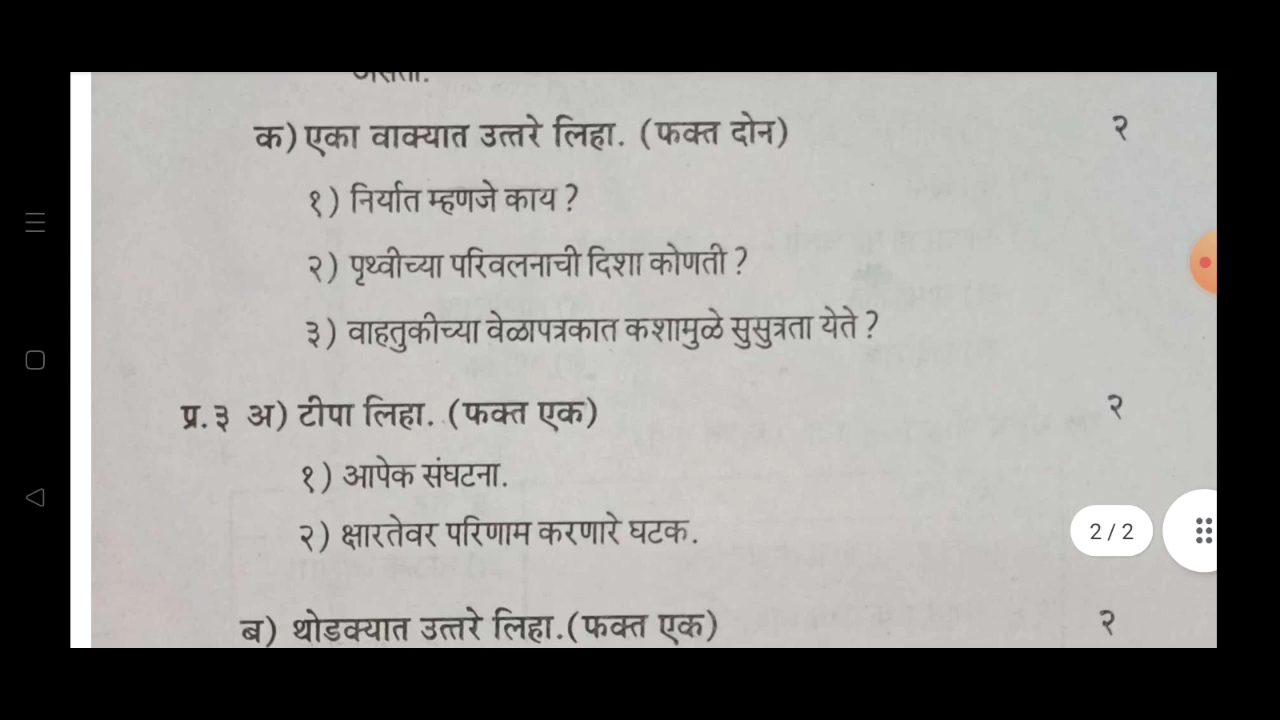 क) एका वाक्यात उत्तरे लिहा. (फक्त दोन) २
१) निर्यात म्हणजे काय ?
२) पृथ्वीच्या परिवलनाची दिशा कोणती ?
३) वाहतुकीच्या वेळापत्रकात कशामुळे सुसुत्रता येते ?
प्र. ३ अ) टीपा लिहा. (फक्त एक) २
१) आपेक संघटना.
२) क्षारतेवर परिणाम करणारे घटक.
2 / 2
ब) थोडक्यात उत्तरे लिहा.(फक्त एक) २